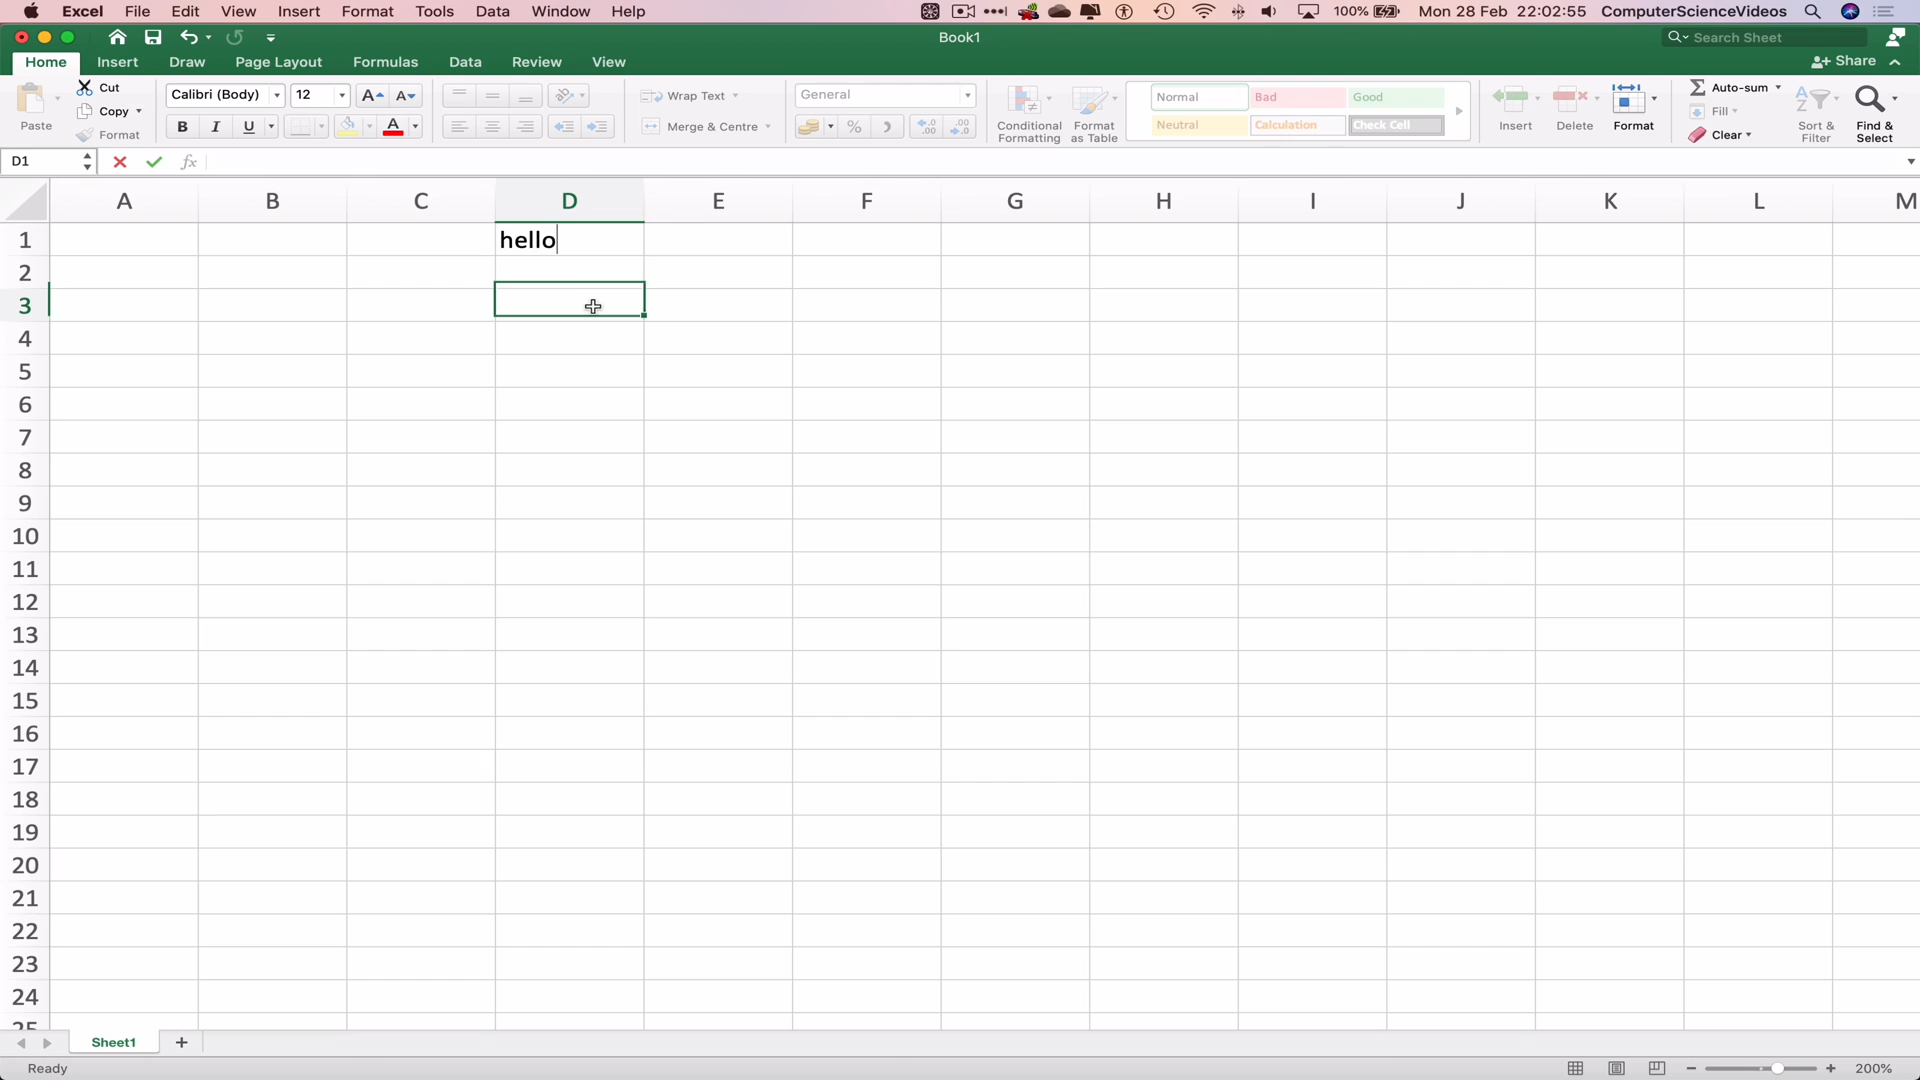 Excel File Edit View Insert Format Tools Data Window Help 100% Mon 28 Feb 22:02:55 ComputerScienceVideos
Book1 Search Sheet
Home Insert Draw Page Layout Formulas Data Review View Share
Paste Cut Copy Format
Calibri (Body) 12
B I U A
Wrap Text
Merge & Centre
General
%
Conditional Formatting
Format as Table
Normal Bad Good
Neutral Calculation Check Cell
Insert Delete Format
Auto-sum
Fill
Clear
Sort & Filter
Find & Select
D1 fx
A B C D E F G H I J K L M
1 hello
2
3
4
5
6
7
8
9
10
11
12
13
14
15
16
17
18
19
20
21
22
23
24
25
Sheet1
Ready 200%